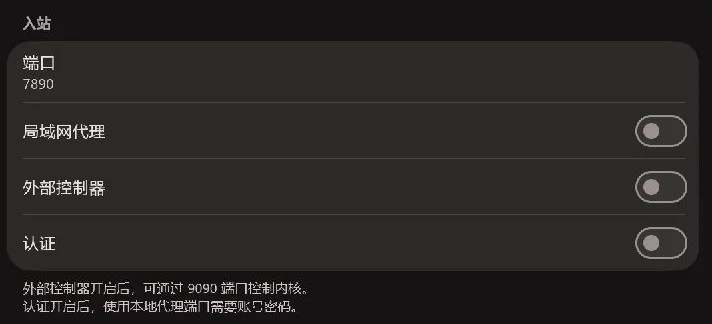 入站
端口
7890
局域网代理
外部控制器
认证
外部控制器开启后，可通过 9090 端口控制内核。
认证开启后，使用本地代理端口需要账号密码。